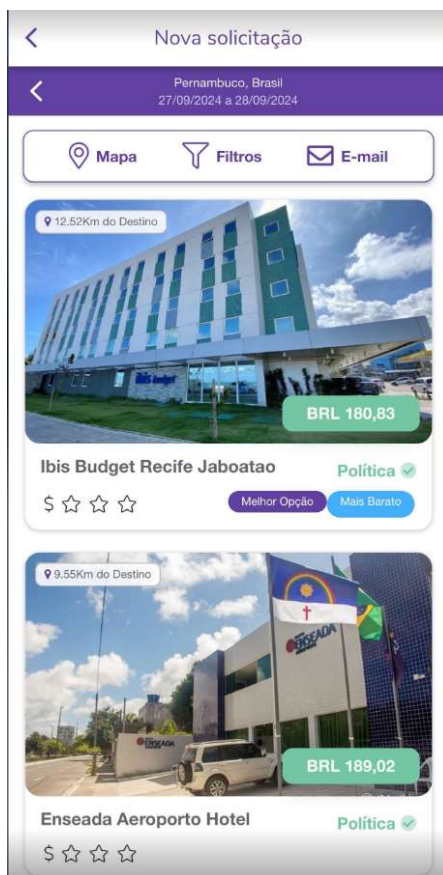 Nova solicitação
Pernambuco, Brasil
27/09/2024 a 28/09/2024
Mapa
Filtros
E-mail
12.52Km do Destino
ibis budget
BRL 180,83
Ibis Budget Recife Jaboatao
Política
$
Melhor Opção
Mais Barato
9.55Km do Destino
ENSEADA
ENSEADA
BRL 189,02
Enseada Aeroporto Hotel
Política
$